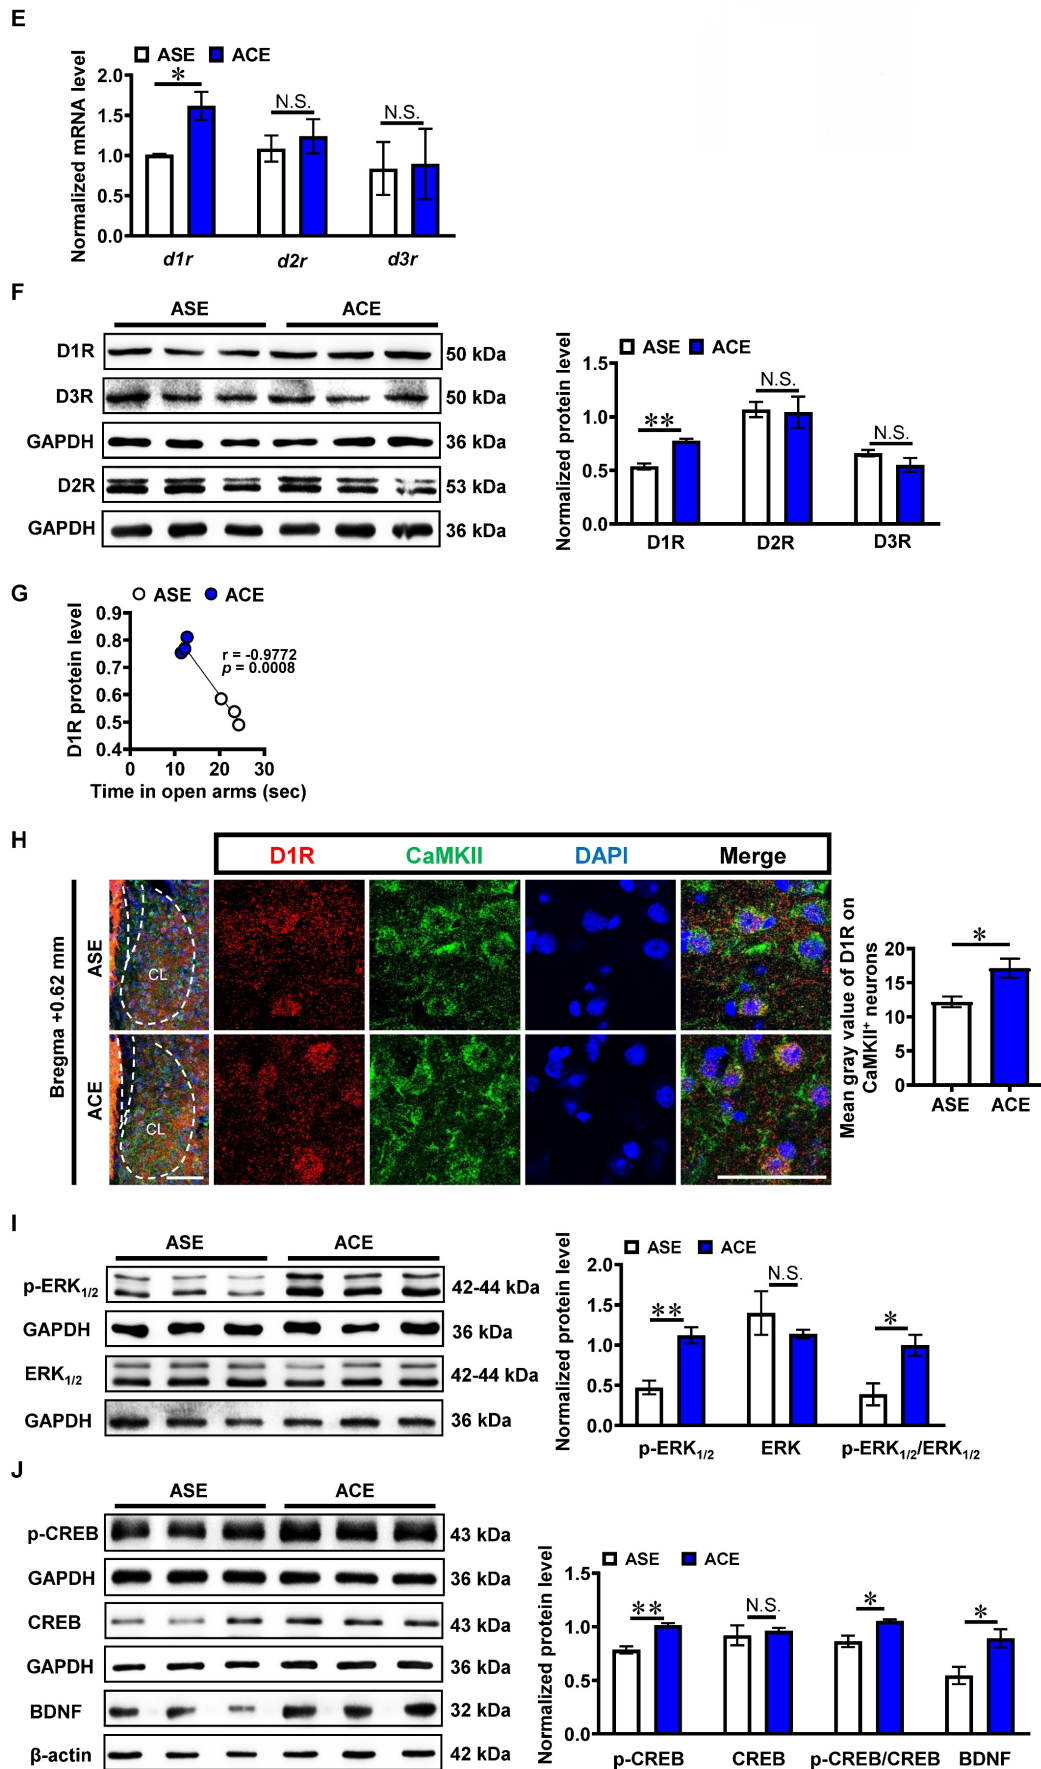 E
ASE ACE
Normalized mRNA level
2.0
1.5
1.0
0.5
0.0
* N.S. N.S.
d1r d2r d3r
F
ASE ACE
D1R 50 kDa
D3R 50 kDa
GAPDH 36 kDa
D2R 53 kDa
GAPDH 36 kDa
ASE ACE
Normalized protein level
1.5
1.0
0.5
0.0
** N.S. N.S.
D1R D2R D3R
G
ASE ACE
D1R protein level
0.9
0.8
0.7
0.6
0.5
0.4
r = -0.9772
p = 0.0008
0 10 20 30
Time in open arms (sec)
H
D1R CaMKII DAPI Merge
Bregma +0.62 mm
ASE
CL
ACE
CL
Mean gray value of D1R on
CaMKII⁺ neurons
20
15
10
5
0
*
ASE ACE
I
ASE ACE
p-ERK₁/₂ 42-44 kDa
GAPDH 36 kDa
ERK₁/₂ 42-44 kDa
GAPDH 36 kDa
ASE ACE
Normalized protein level
2.0
1.5
1.0
0.5
0.0
** N.S. *
p-ERK₁/₂ ERK p-ERK₁/₂/ERK₁/₂
J
ASE ACE
p-CREB 43 kDa
GAPDH 36 kDa
CREB 43 kDa
GAPDH 36 kDa
BDNF 32 kDa
β-actin 42 kDa
ASE ACE
Normalized protein level
1.5
1.0
0.5
0.0
** N.S. * *
p-CREB CREB p-CREB/CREB BDNF